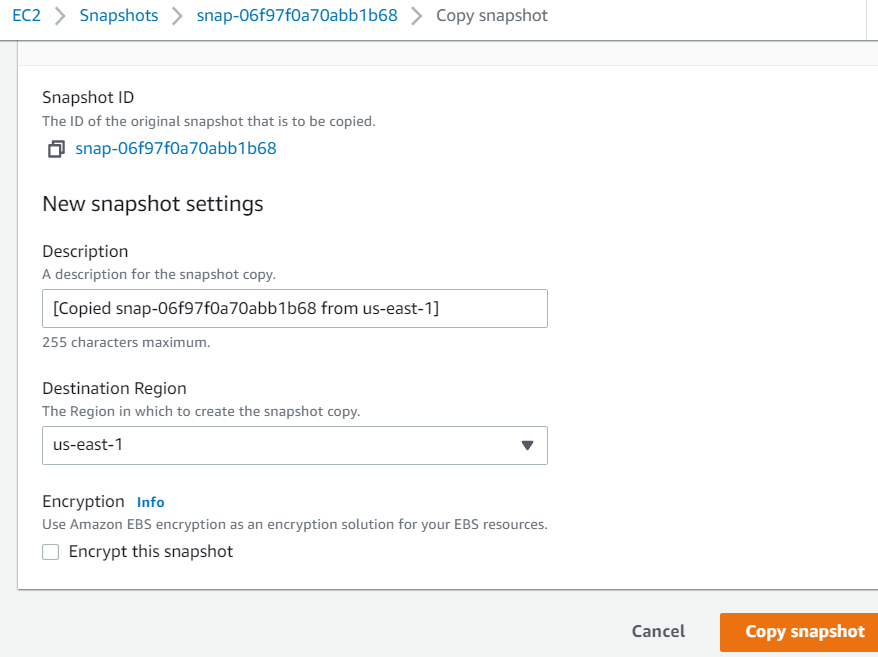 EC2 > Snapshots > snap-06f97f0a70abb1b68 > Copy snapshot
Snapshot ID
The ID of the original snapshot that is to be copied.
snap-06f97f0a70abb1b68
New snapshot settings
Description
A description for the snapshot copy.
[Copied snap-06f97f0a70abb1b68 from us-east-1]
255 characters maximum.
Destination Region
The Region in which to create the snapshot copy.
us-east-1
Encryption Info
Use Amazon EBS encryption as an encryption solution for your EBS resources.
Encrypt this snapshot
Cancel Copy snapshot